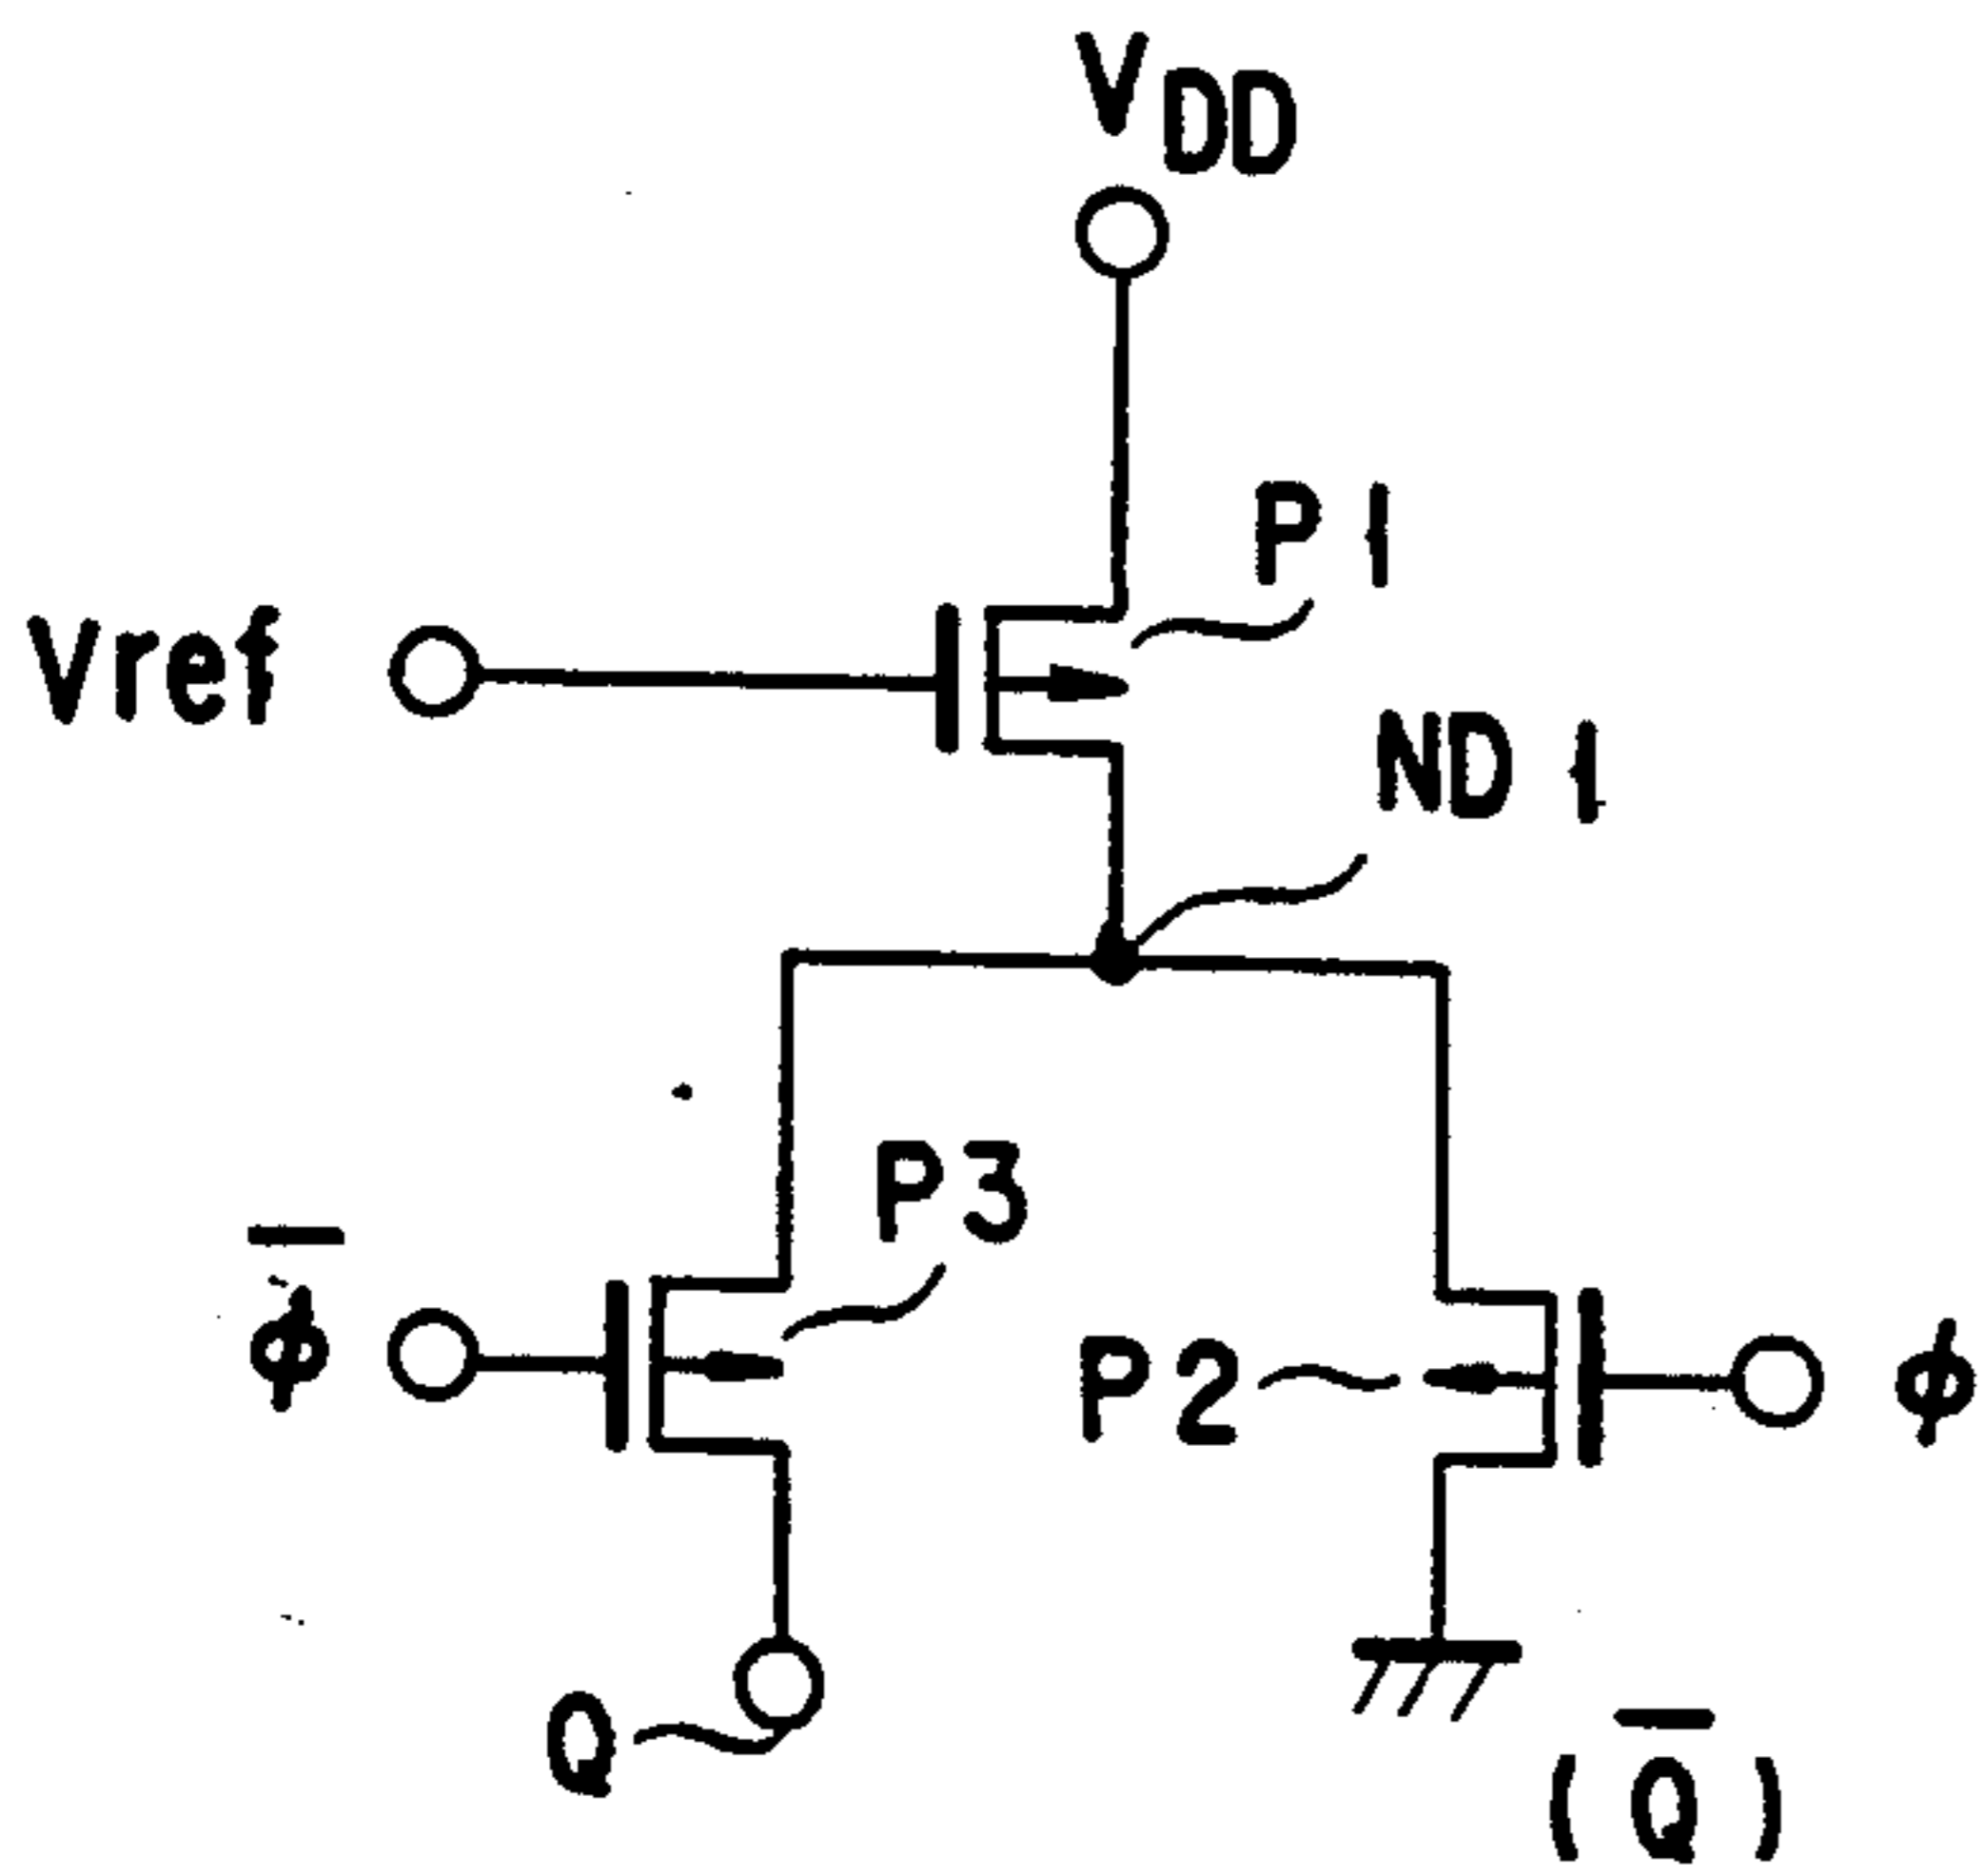 VDD
P1
Vref
ND1
P3
ϕ̅
P2
ϕ
Q
(Q̅)